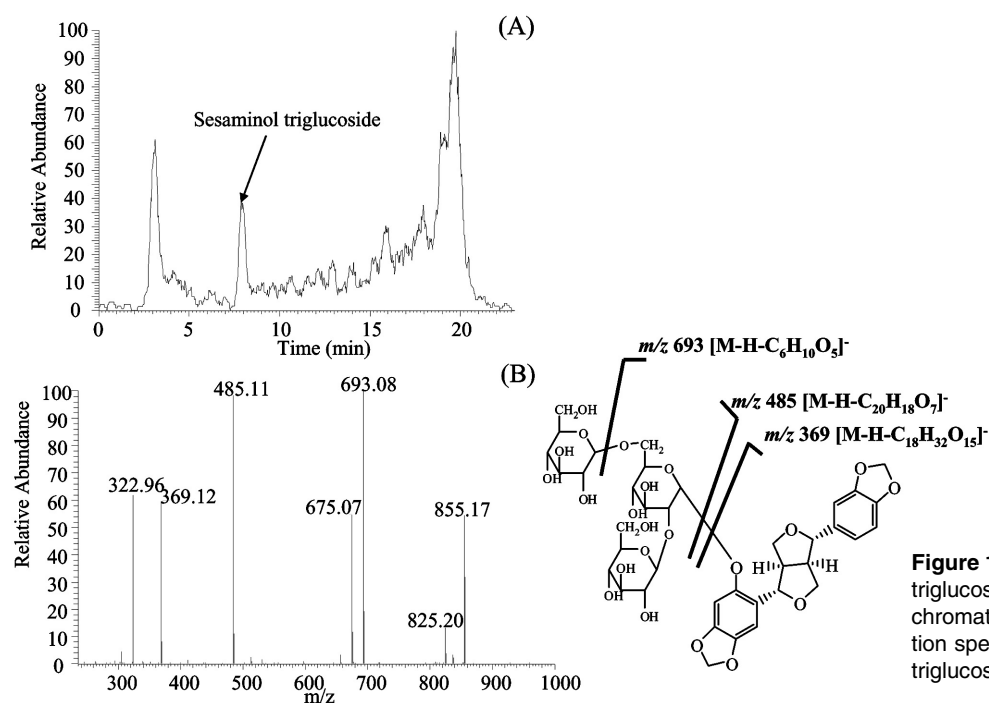 (A)
100
90
80
70
60
50
40
30
20
10
0
Relative Abundance
Sesaminol triglucoside
0 5 10 15 20
Time (min)
(B)
100
90
80
70
60
50
40
30
20
10
0
Relative Abundance
485.11
693.08
322.96
369.12
675.07
855.17
825.20
300 400 500 600 700 800 900 1000
m/z
m/z 693 [M-H-C6H10O5]-
m/z 485 [M-H-C20H18O7]-
m/z 369 [M-H-C18H32O15]-
CH2OH
O
O
CH2
OH
OH
OH
O
OH
OH
CH2OH
O
O
OH
OH
OH
O
O
O
O
H
H
O
O
O
Figure
triglucos
chromat
tion spe
triglucos